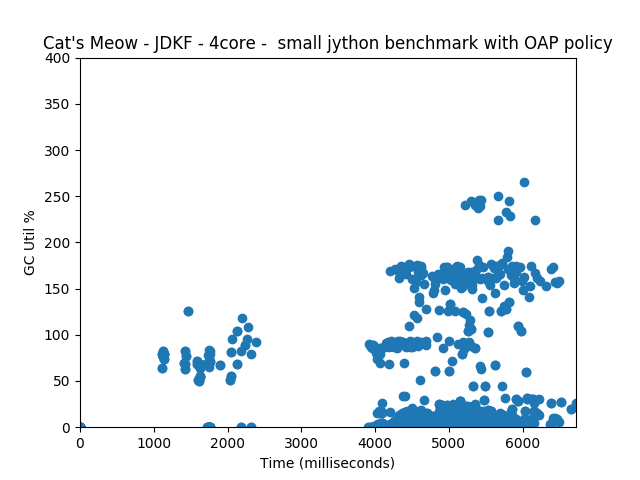 Cat's Meow - JDKF - 4core -  small jython benchmark with OAP policy
400
350
300
250
200
150
100
50
0
GC Util %
0 1000 2000 3000 4000 5000 6000
Time (milliseconds)